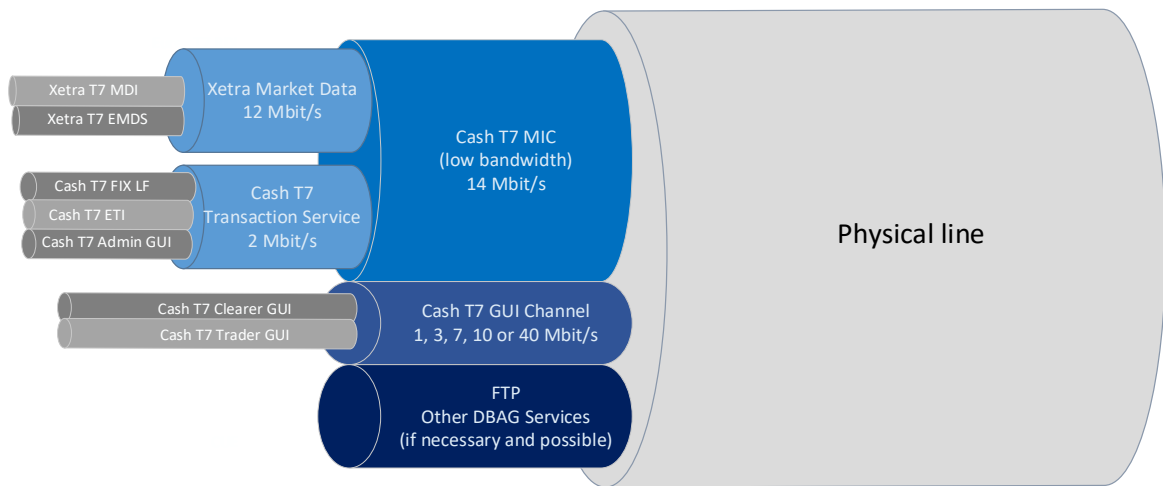 Xetra T7 MDI
Xetra T7 EMDS
Xetra Market Data
12 Mbit/s
Cash T7 FIX LF
Cash T7 ETI
Cash T7 Admin GUI
Cash T7
Transaction Service
2 Mbit/s
Cash T7 MIC
(low bandwidth)
14 Mbit/s
Cash T7 Clearer GUI
Cash T7 Trader GUI
Cash T7 GUI Channel
1, 3, 7, 10 or 40 Mbit/s
FTP
Other DBAG Services
(if necessary and possible)
Physical line